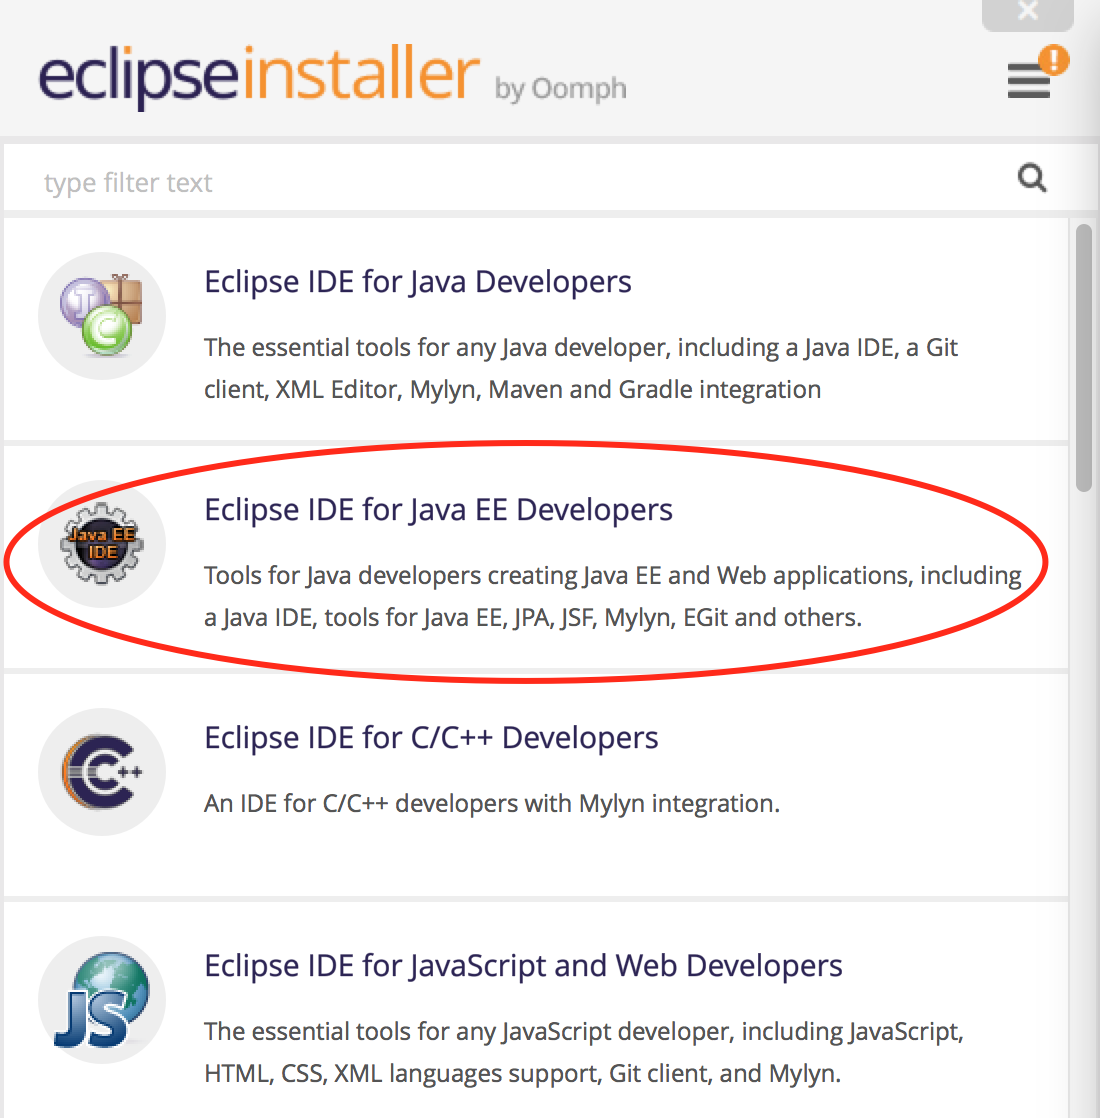 eclipseinstaller by Oomph
!
type filter text
Eclipse IDE for Java Developers
The essential tools for any Java developer, including a Java IDE, a Git
client, XML Editor, Mylyn, Maven and Gradle integration
Java EE
IDE
Eclipse IDE for Java EE Developers
Tools for Java developers creating Java EE and Web applications, including
a Java IDE, tools for Java EE, JPA, JSF, Mylyn, EGit and others.
C++
Eclipse IDE for C/C++ Developers
An IDE for C/C++ developers with Mylyn integration.
JS
Eclipse IDE for JavaScript and Web Developers
The essential tools for any JavaScript developer, including JavaScript,
HTML, CSS, XML languages support, Git client, and Mylyn.